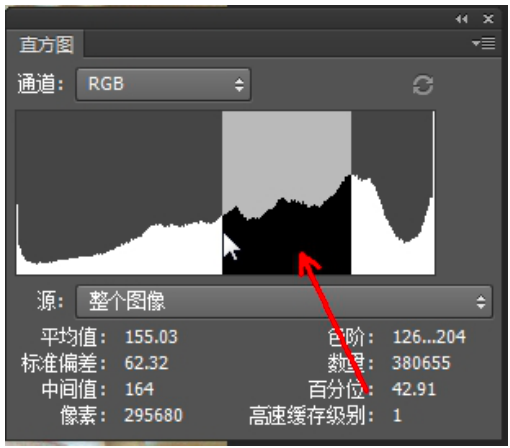 直方图
通道: RGB
源: 整个图像
平均值: 155.03 色阶: 126...204
标准偏差: 62.32 数量: 380655
中间值: 164 百分位: 42.91
像素: 295680 高速缓存级别: 1